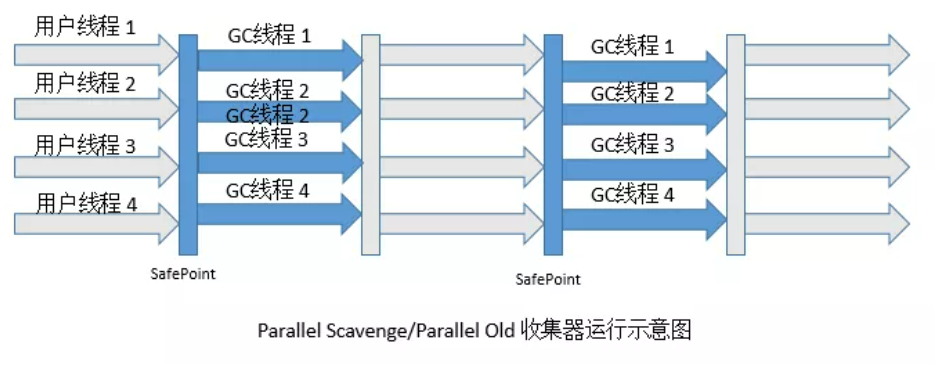 用户线程 1
GC线程 1
GC线程 1
用户线程 2
GC线程 2
GC线程 2
GC线程 2
用户线程 3
GC线程 3
GC线程 3
用户线程 4
GC线程 4
GC线程 4
SafePoint
SafePoint
Parallel Scavenge/Parallel Old 收集器运行示意图